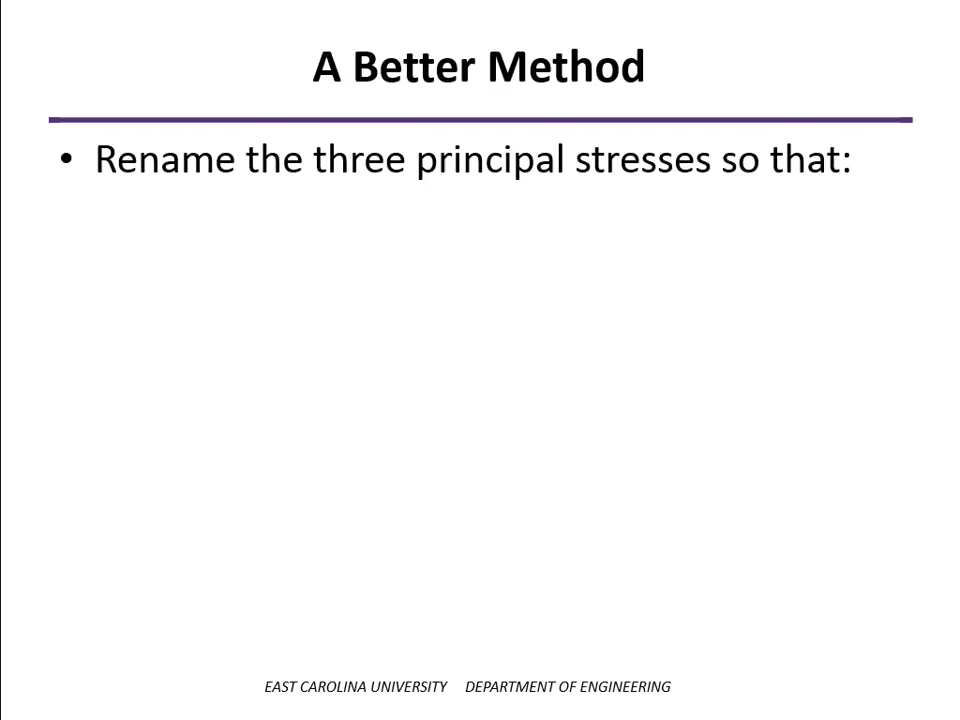 A Better Method
• Rename the three principal stresses so that:
EAST CAROLINA UNIVERSITY DEPARTMENT OF ENGINEERING